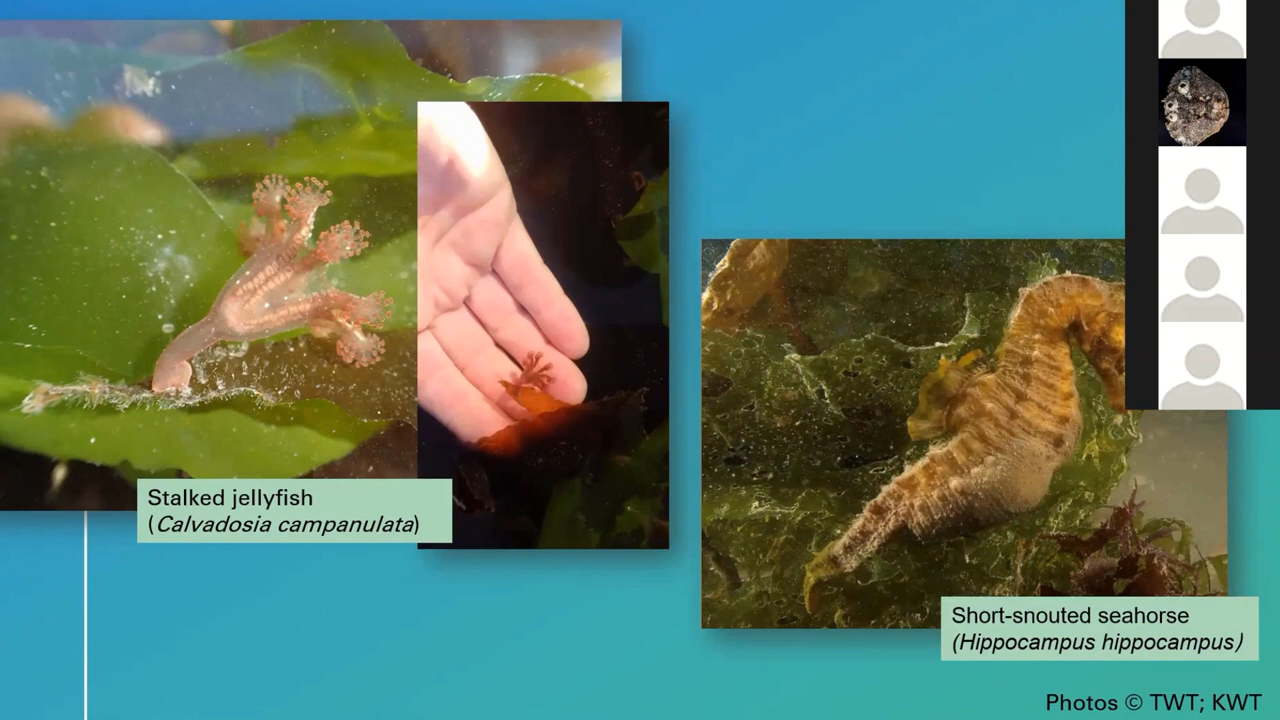 Stalked jellyfish
(Calvadosia campanulata)
Short-snouted seahorse
(Hippocampus hippocampus)
Photos © TWT; KWT